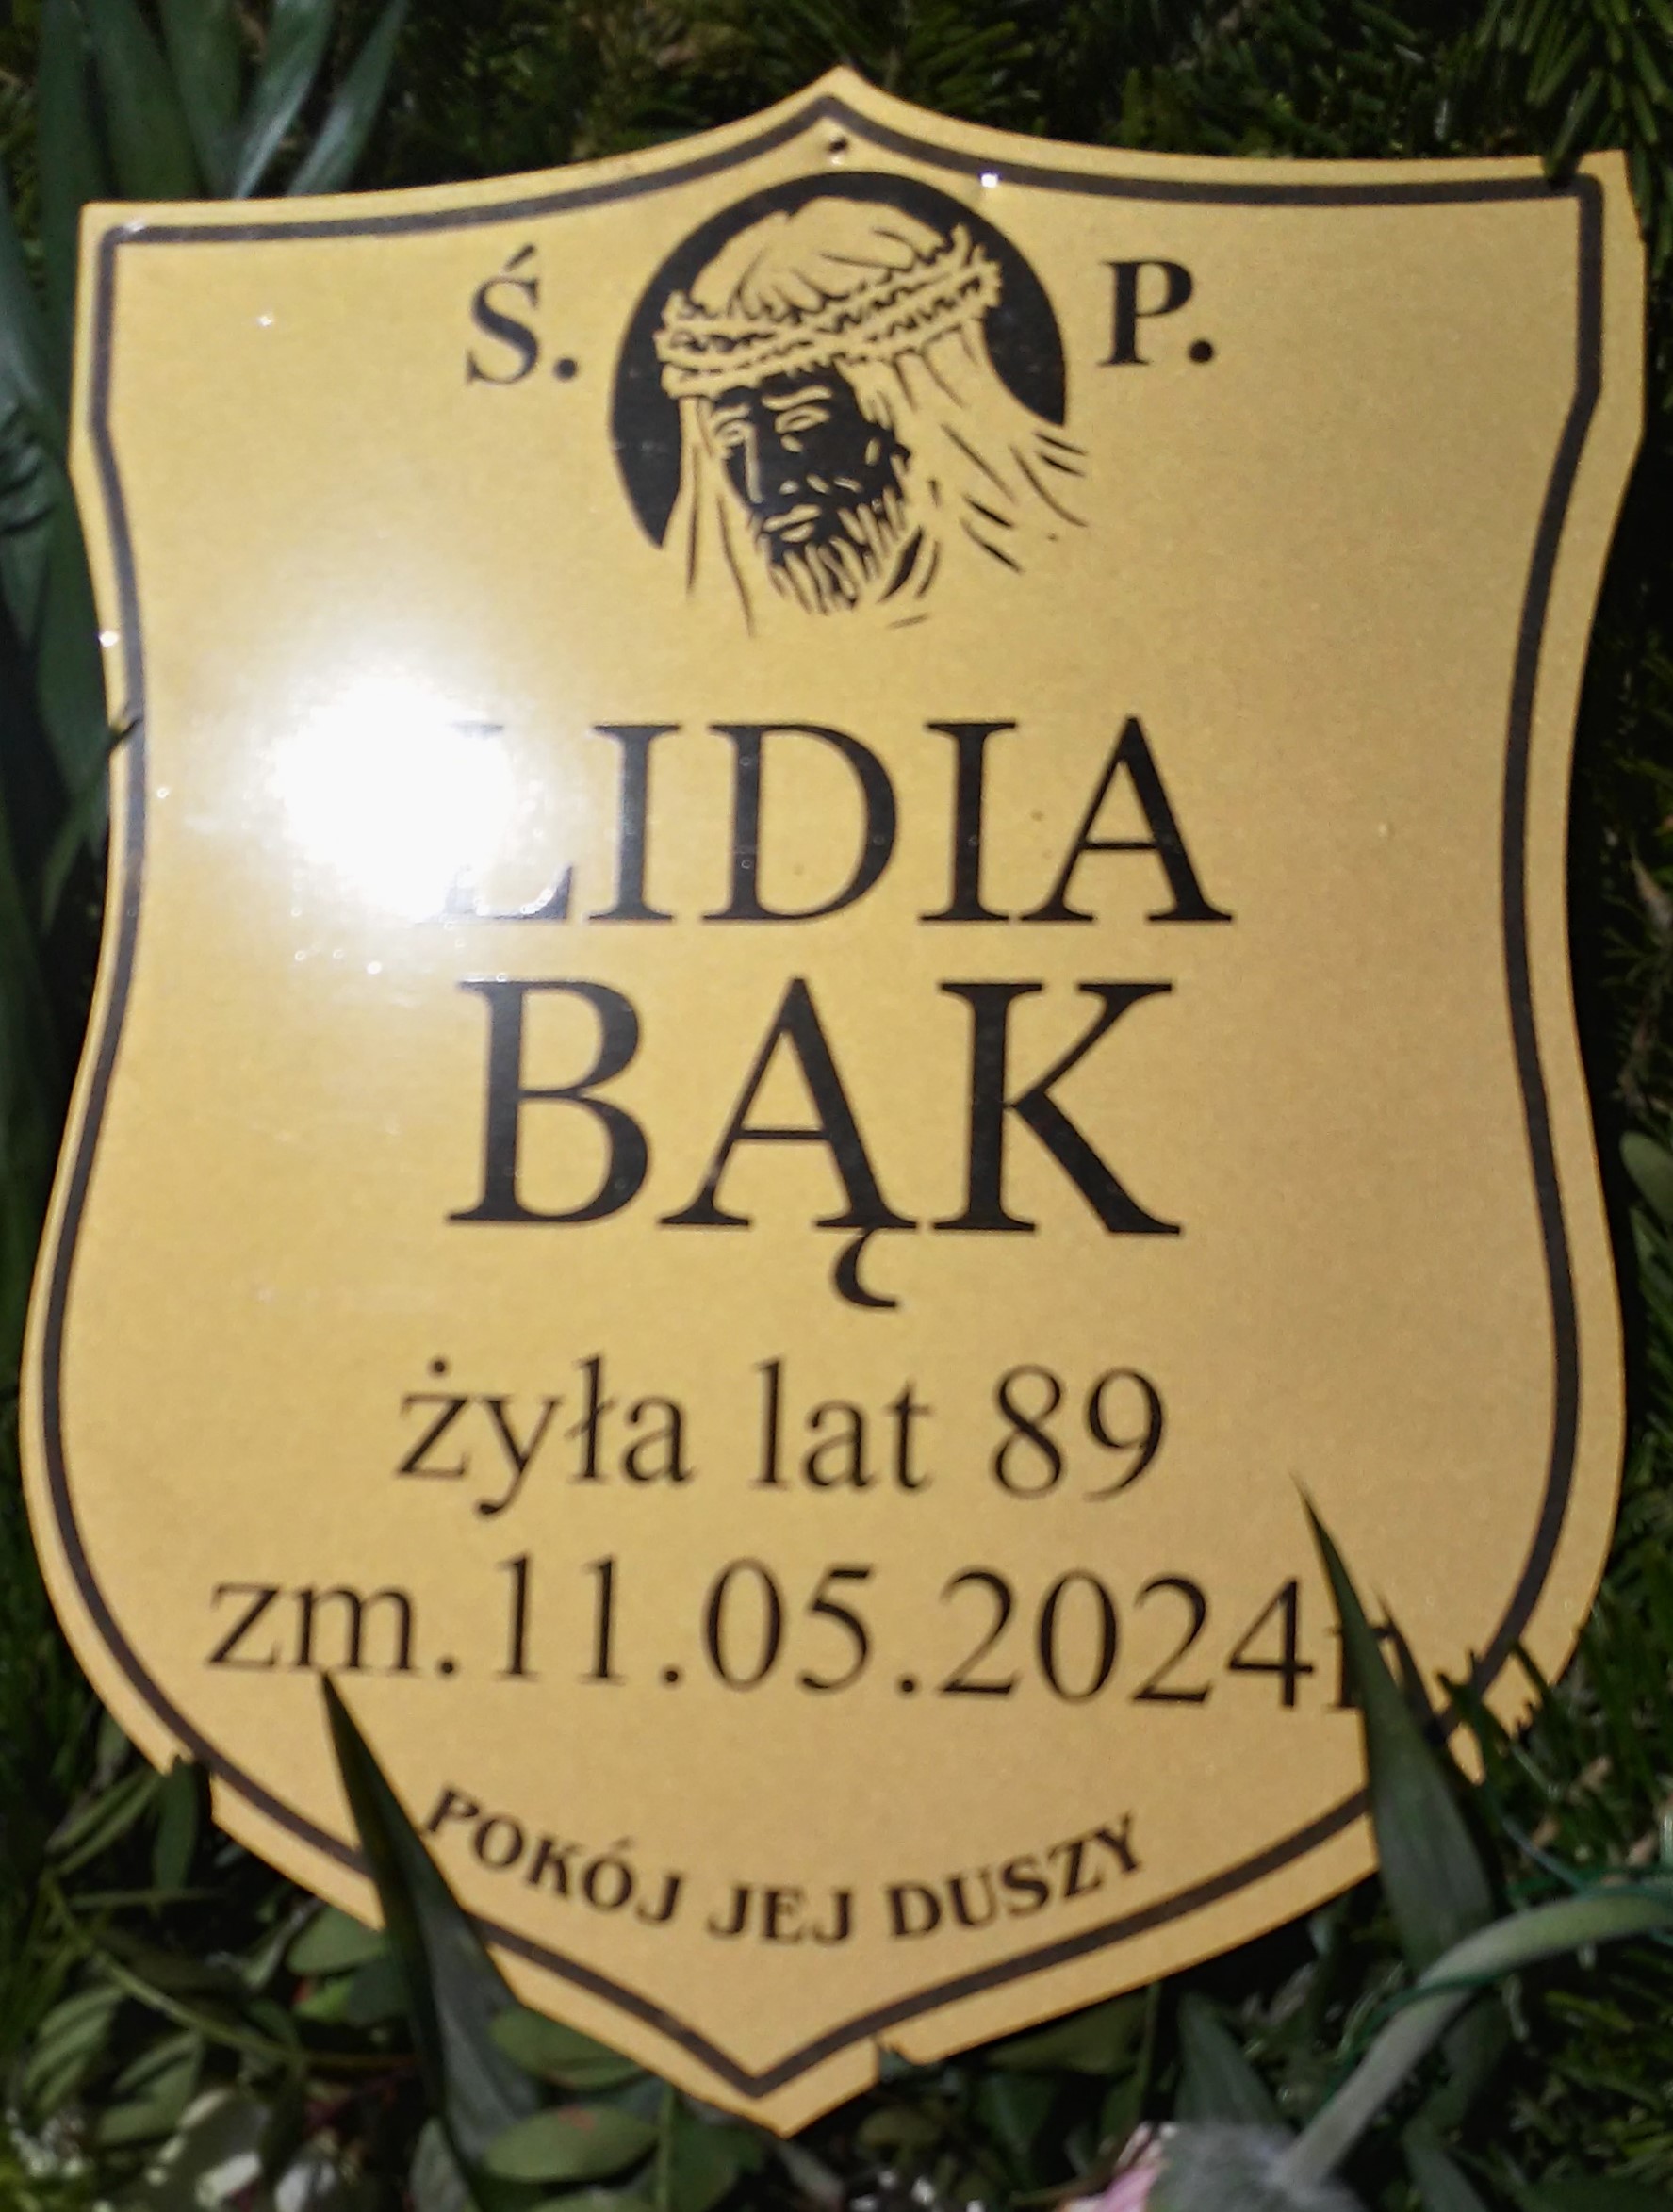 Ś. P.
LIDIA
BĄK
żyła lat 89
zm.11.05.2024r
POKÓJ JEJ DUSZY